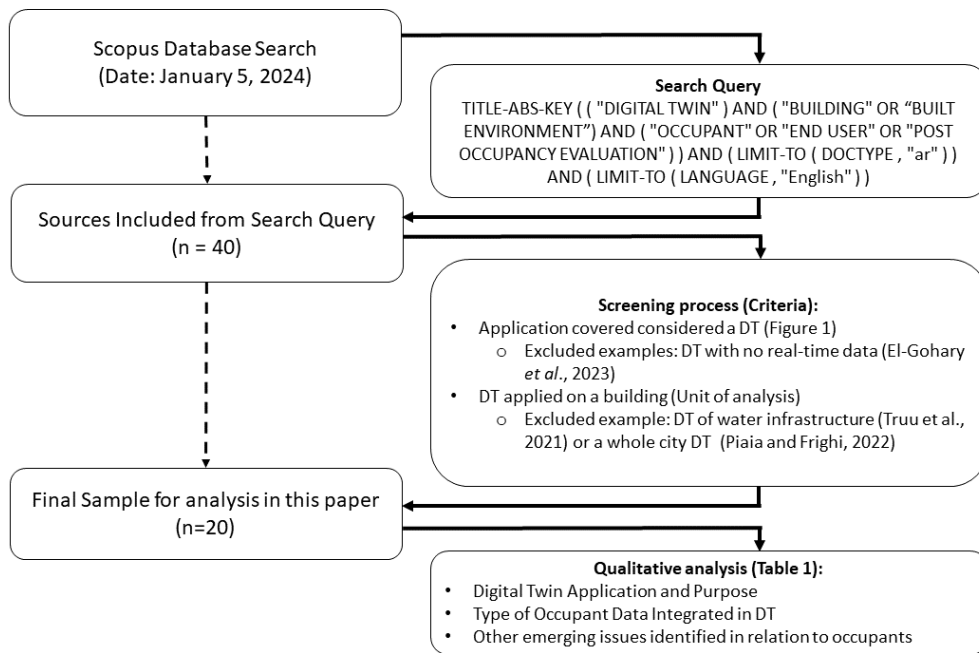 Scopus Database Search
(Date: January 5, 2024)
Search Query
TITLE-ABS-KEY ( ( "DIGITAL TWIN" ) AND ( "BUILDING" OR “BUILT
ENVIRONMENT”) AND ( "OCCUPANT" OR "END USER" OR "POST
OCCUPANCY EVALUATION" ) ) AND ( LIMIT-TO ( DOCTYPE , "ar" ) )
AND ( LIMIT-TO ( LANGUAGE , "English" ) )
Sources Included from Search Query
(n = 40)
Screening process (Criteria):
• Application covered considered a DT (Figure 1)
o Excluded examples: DT with no real-time data (El-Gohary
et al., 2023)
• DT applied on a building (Unit of analysis)
o Excluded example: DT of water infrastructure (Truu et al.,
2021) or a whole city DT (Piaia and Frighi, 2022)
Final Sample for analysis in this paper
(n=20)
Qualitative analysis (Table 1):
• Digital Twin Application and Purpose
• Type of Occupant Data Integrated in DT
• Other emerging issues identified in relation to occupants